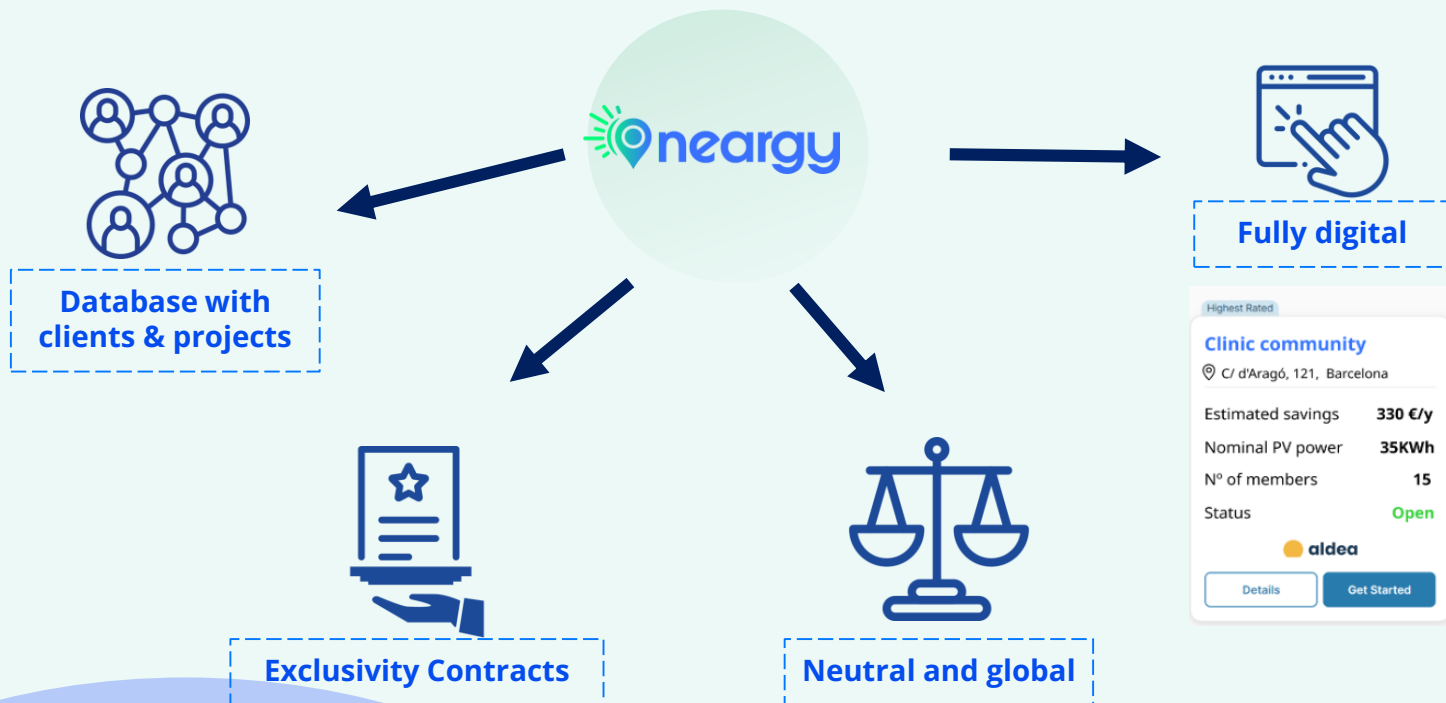 neargy
Database with
clients & projects
Exclusivity Contracts
Neutral and global
Fully digital
Highest Rated
Clinic community
C/ d'Aragó, 121, Barcelona
Estimated savings 330 €/y
Nominal PV power 35KWh
Nº of members 15
Status Open
aldea
Details Get Started